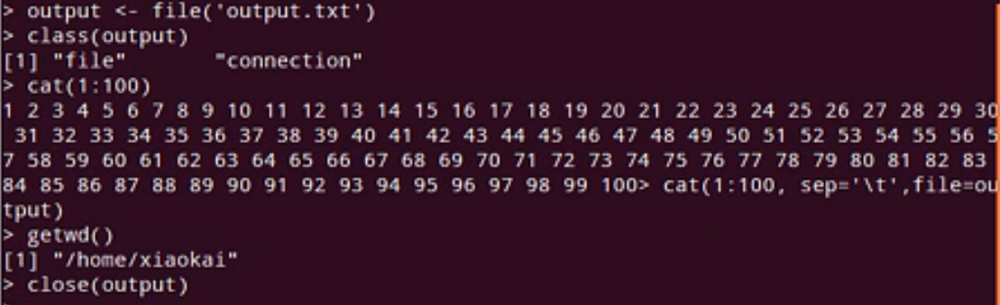 > output <- file('output.txt')
> class(output)
[1] "file"       "connection"
> cat(1:100)
1 2 3 4 5 6 7 8 9 10 11 12 13 14 15 16 17 18 19 20 21 22 23 24 25 26 27 28 29 30
 31 32 33 34 35 36 37 38 39 40 41 42 43 44 45 46 47 48 49 50 51 52 53 54 55 56 5
7 58 59 60 61 62 63 64 65 66 67 68 69 70 71 72 73 74 75 76 77 78 79 80 81 82 83
84 85 86 87 88 89 90 91 92 93 94 95 96 97 98 99 100> cat(1:100, sep='\t',file=ou
tput)
> getwd()
[1] "/home/xiaokai"
> close(output)